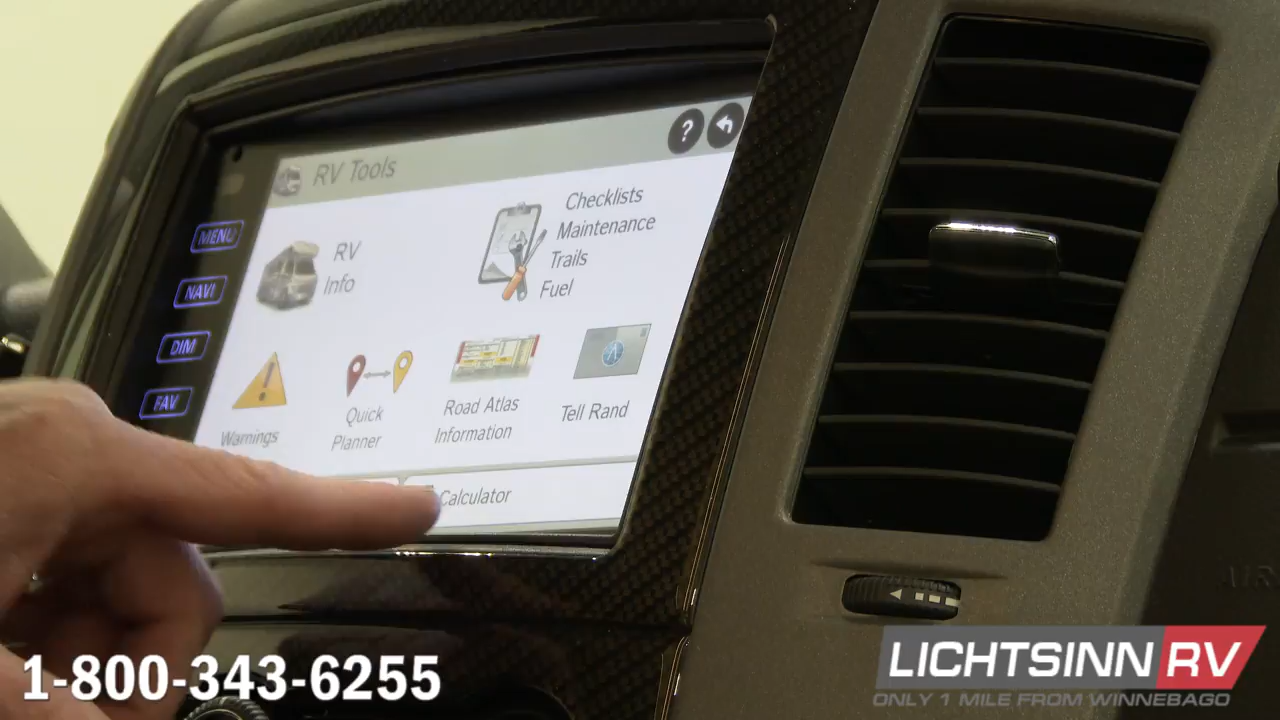 ?
RV Tools
MENU
NAVI
DIM
FAV
RV
Info
Checklists
Maintenance
Trails
Fuel
Warnings
Quick
Planner
Road Atlas
Information
Tell Rand
Calculator
1-800-343-6255
LICHTSINN RV
ONLY 1 MILE FROM WINNEBAGO